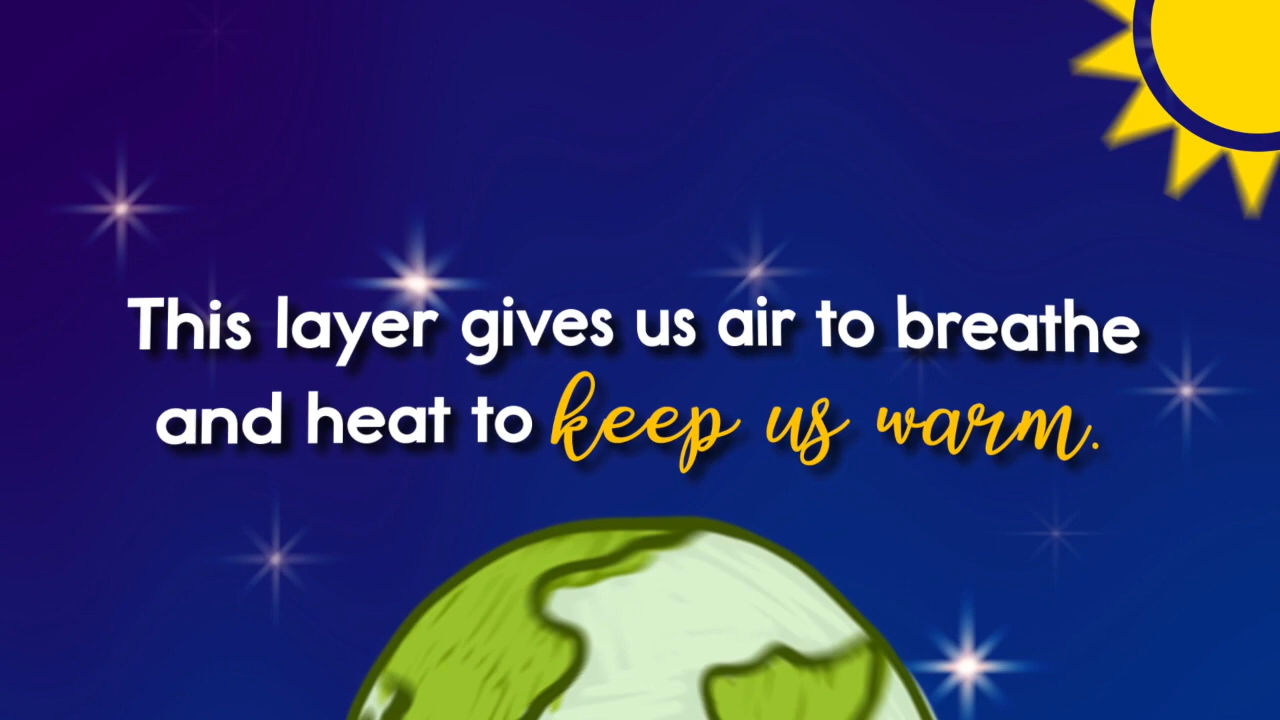 This layer gives us air to breathe
and heat to keep us warm.